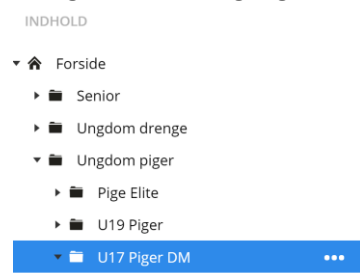 INDHOLD
Forside
Senior
Ungdom drenge
Ungdom piger
Pige Elite
U19 Piger
U17 Piger DM